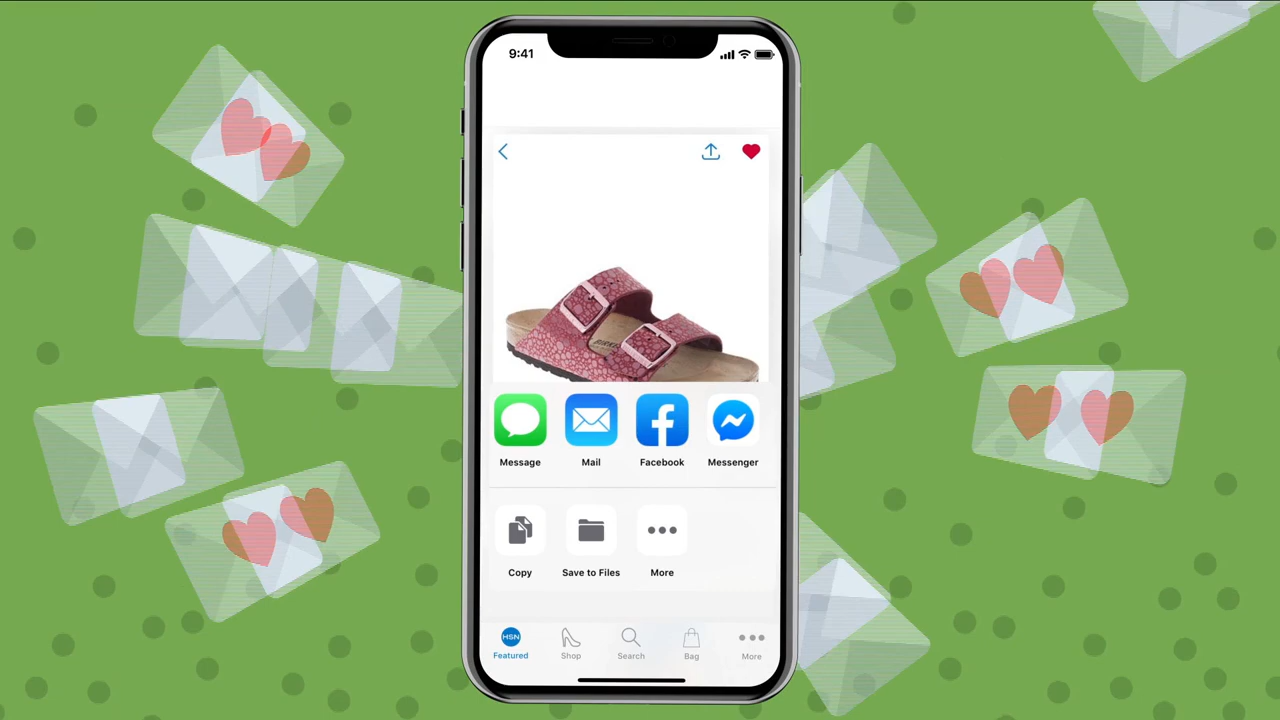 9:41
Message
Mail
Facebook
Messenger
Copy
Save to Files
More
HSN
Featured
Shop
Search
Bag
More